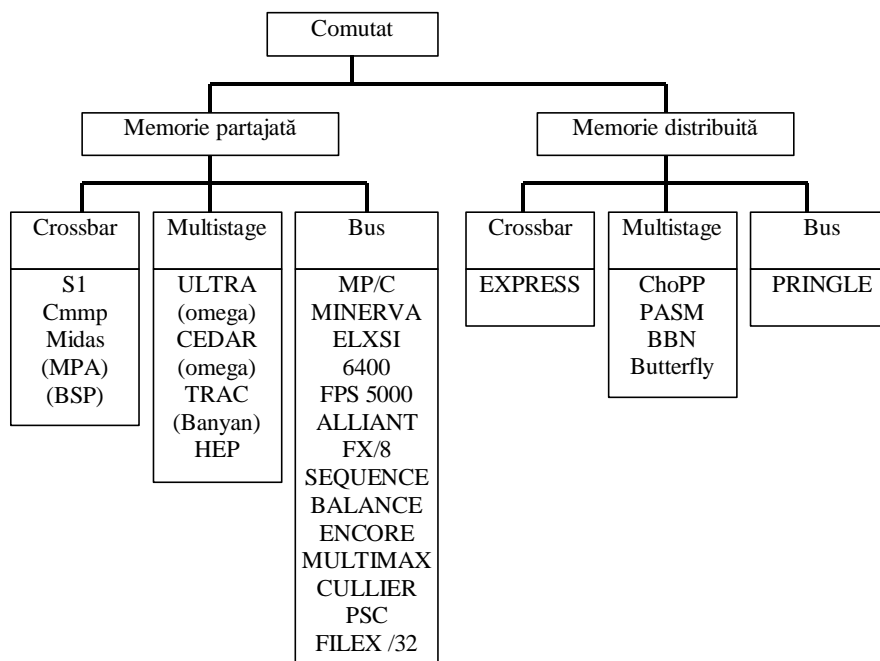 Comutat
Memorie partajată
Memorie distribuită
Crossbar
S1
Cmmp
Midas
(MPA)
(BSP)
Multistage
ULTRA
(omega)
CEDAR
(omega)
TRAC
(Banyan)
HEP
Bus
MP/C
MINERVA
ELXSI
6400
FPS 5000
ALLIANT
FX/8
SEQUENCE
BALANCE
ENCORE
MULTIMAX
CULLIER
PSC
FILEX /32
Crossbar
EXPRESS
Multistage
ChoPP
PASM
BBN
Butterfly
Bus
PRINGLE